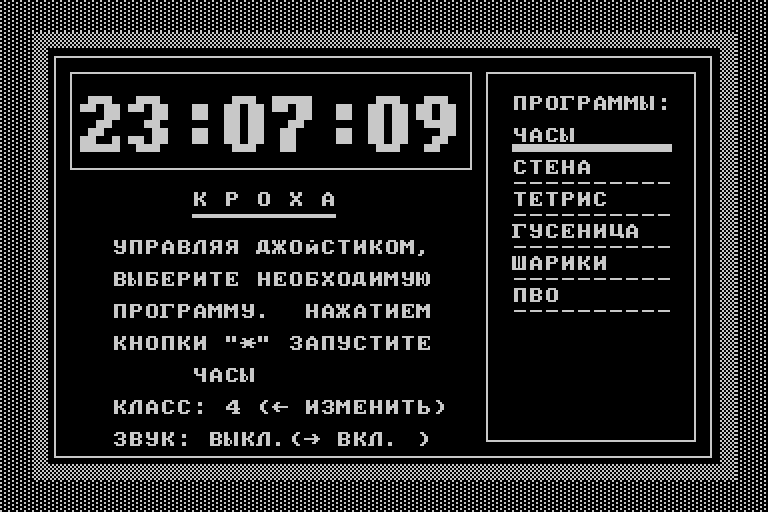 23:07:09
К Р О Х А
УПРАВЛЯЯ ДЖОйСТИКОМ,
ВЫБЕРИТЕ НЕОБХОДИМУЮ
ПРОГРАММУ. НАЖАТИЕМ
КНОПКИ "*" ЗАПУСТИТЕ
ЧАСЫ
КЛАСС: 4 (← ИЗМЕНИТЬ)
ЗВУК: ВЫКЛ.(→ ВКЛ. )
ПРОГРАММЫ:
ЧАСЫ
СТЕНА
ТЕТРИС
ГУСЕНИЦА
ШАРИКИ
ПВО